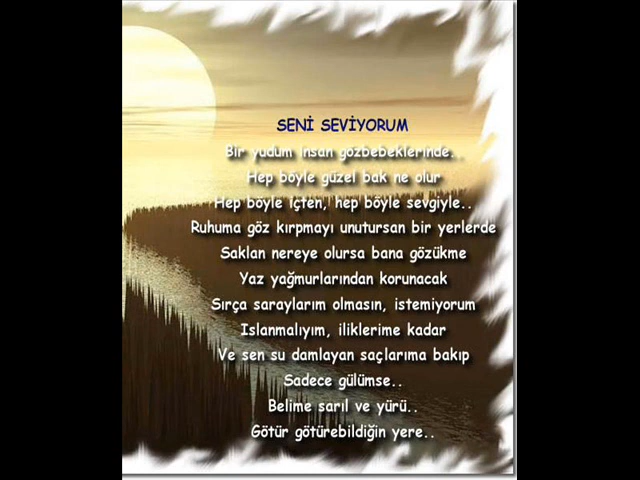 SENİ SEVİYORUM
Bir yudum insan gözbebeklerinde..
Hep böyle güzel bak ne olur
Hep böyle içten, hep böyle sevgiyle..
Ruhuma göz kırpmayı unutursan bir yerlerde
Saklan nereye olursa bana gözükme
Yaz yağmurlarından korunacak
Sırça saraylarım olmasın, istemiyorum
Islanmalıyım, iliklerime kadar
Ve sen su damlayan saçlarıma bakıp
Sadece gülümse..
Belime sarıl ve yürü..
Götür götürebildiğin yere..